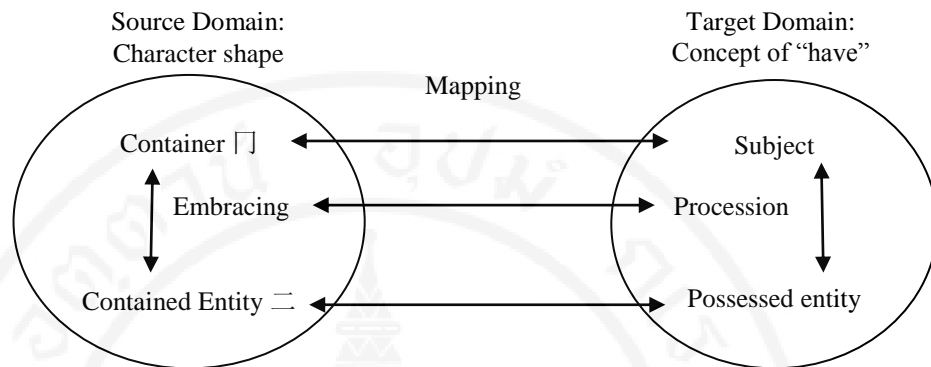 Source Domain:
Character shape
Target Domain:
Concept of “have”
Mapping
Container 冂
Subject
Embracing
Procession
Contained Entity 二
Possessed entity